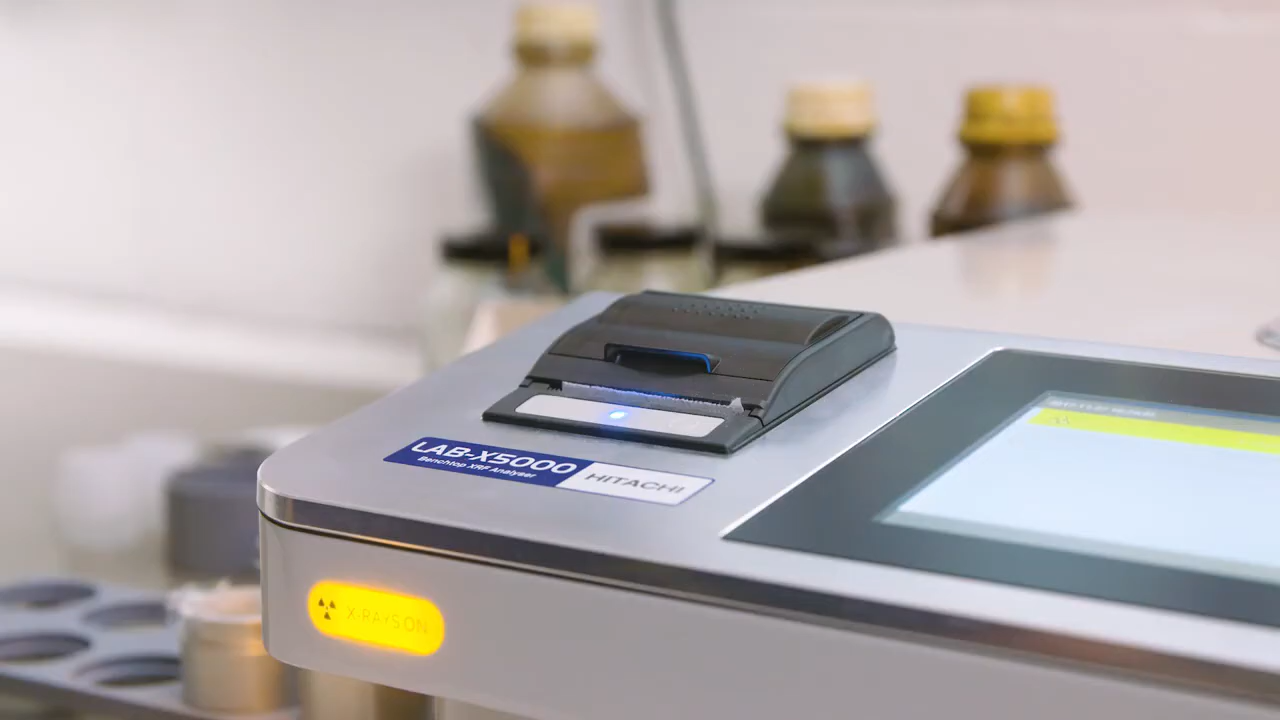 LAB-X5000
Benchtop XRF Analyser
HITACHI
X-RAYS ON